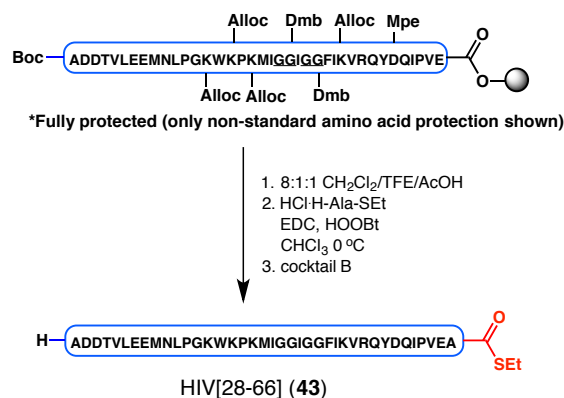 Alloc Dmb Alloc Mpe
Boc ADDTVLEEMNLPGKWKPKMIGGIGGFIKVRQYDQIPVE O
O
Alloc Alloc Dmb
*Fully protected (only non-standard amino acid protection shown)
1. 8:1:1 CH₂Cl₂/TFE/AcOH
2. HCl·H-Ala-SEt
EDC, HOOBt
CHCl₃ 0 ºC
3. cocktail B
O
H ADDTVLEEMNLPGKWKPKMIGGIGGFIKVRQYDQIPVEA
SEt
HIV[28-66] (43)